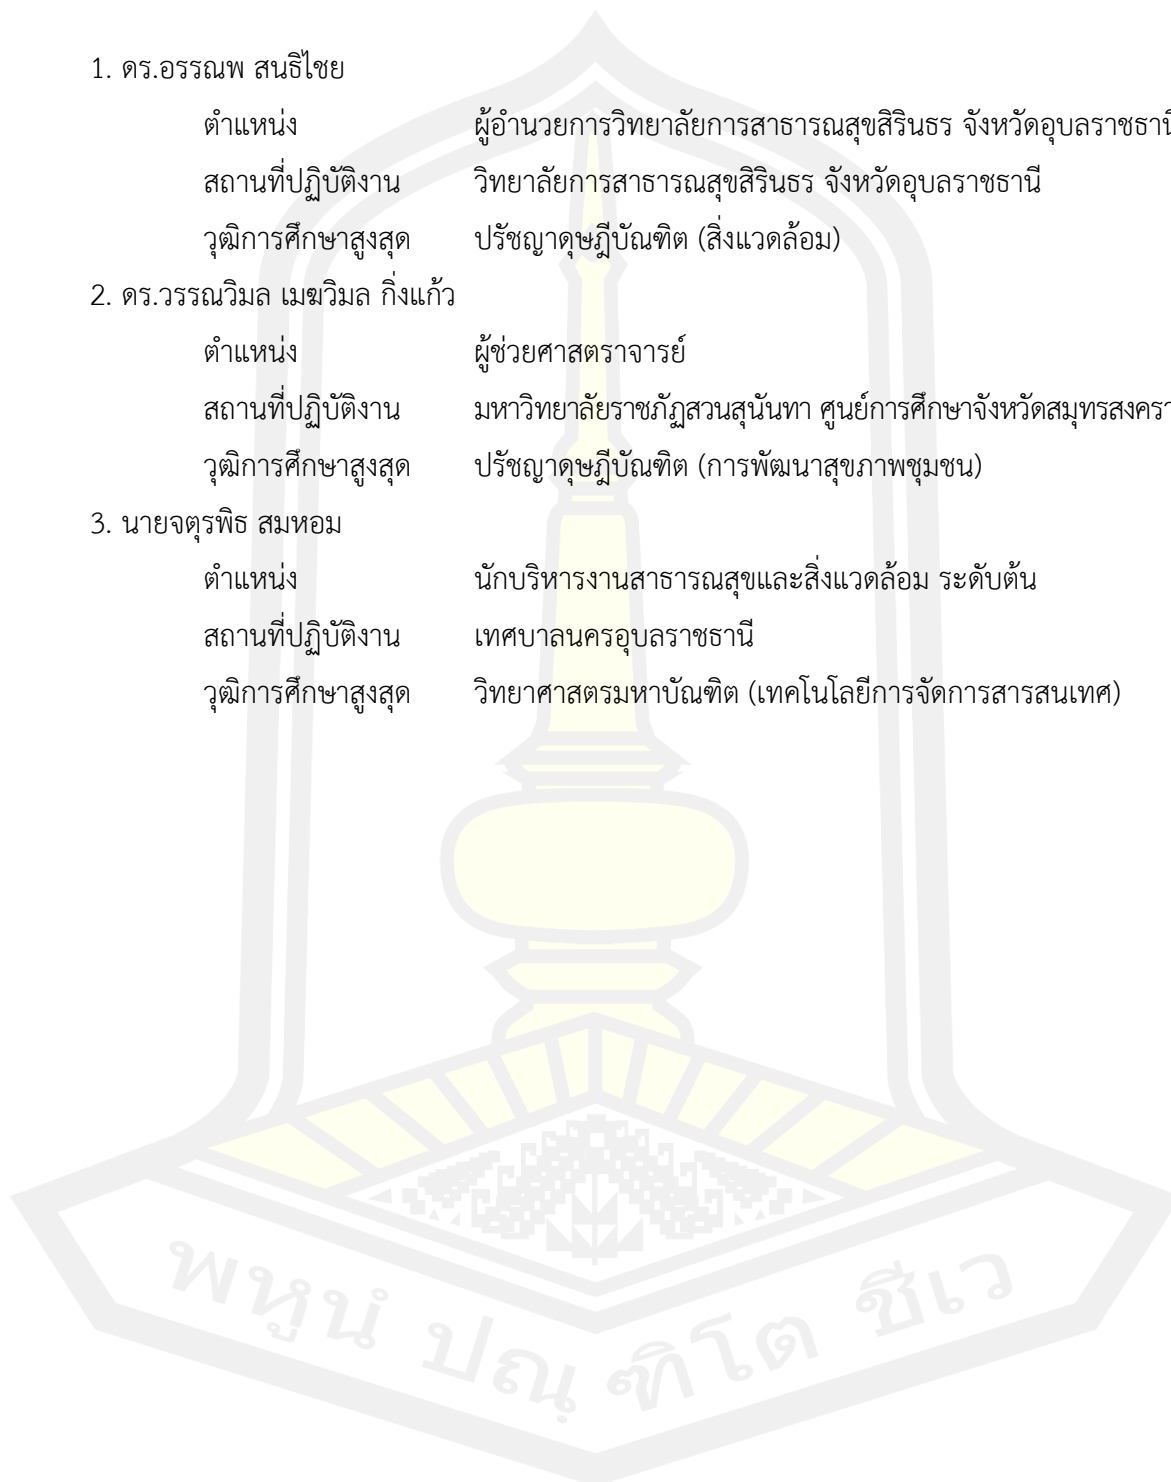 1. ดร.อรรณพ สนธิไชย
ตำแหน่ง ผู้อำนวยการวิทยาลัยการสาธารณสุขสิรินธร จังหวัดอุบลราชธานี
สถานที่ปฏิบัติงาน วิทยาลัยการสาธารณสุขสิรินธร จังหวัดอุบลราชธานี
วุฒิการศึกษาสูงสุด ปรัชญาดุษฎีบัณฑิต (สิ่งแวดล้อม)
2. ดร.วรรณวิมล เมฆวิมล กิ่งแก้ว
ตำแหน่ง ผู้ช่วยศาสตราจารย์
สถานที่ปฏิบัติงาน มหาวิทยาลัยราชภัฏสวนสุนันทา ศูนย์การศึกษาจังหวัดสมุทรสงครา
วุฒิการศึกษาสูงสุด ปรัชญาดุษฎีบัณฑิต (การพัฒนาสุขภาพชุมชน)
3. นายจตุรพิธ สมหอม
ตำแหน่ง นักบริหารงานสาธารณสุขและสิ่งแวดล้อม ระดับต้น
สถานที่ปฏิบัติงาน เทศบาลนครอุบลราชธานี
วุฒิการศึกษาสูงสุด วิทยาศาสตรมหาบัณฑิต (เทคโนโลยีการจัดการสารสนเทศ)
พหูนํ ปณฺฑิโต ชีเว